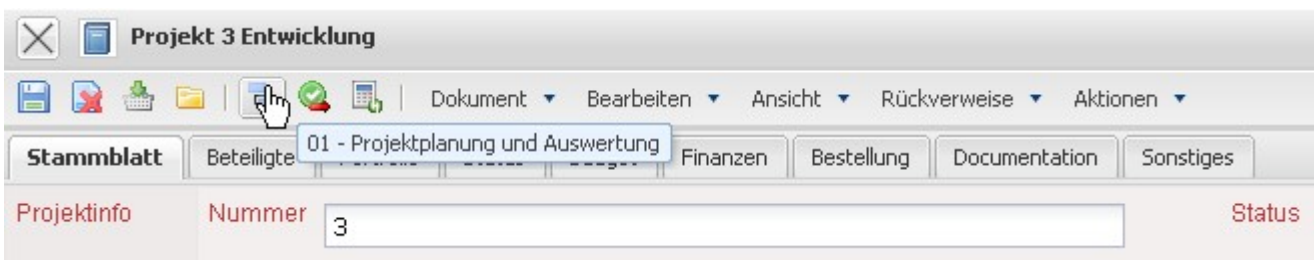 Projekt 3 Entwicklung
Dokument Bearbeiten Ansicht Rückverweise Aktionen
01 - Projektplanung und Auswertung
Stammblatt Beteiligte Finanzen Bestellung Documentation Sonstiges
Projektinfo Nummer 3 Status